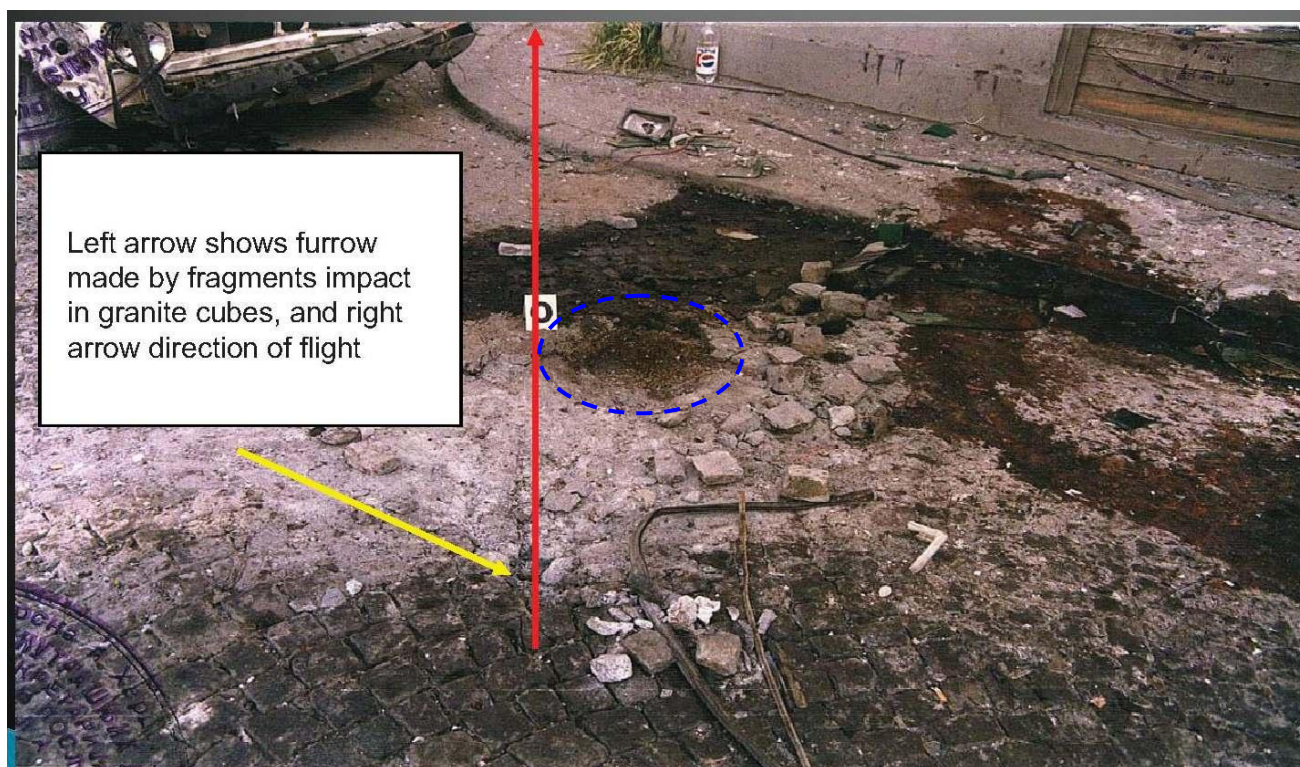 Left arrow shows furrow
made by fragments impact
in granite cubes, and right
arrow direction of flight
O